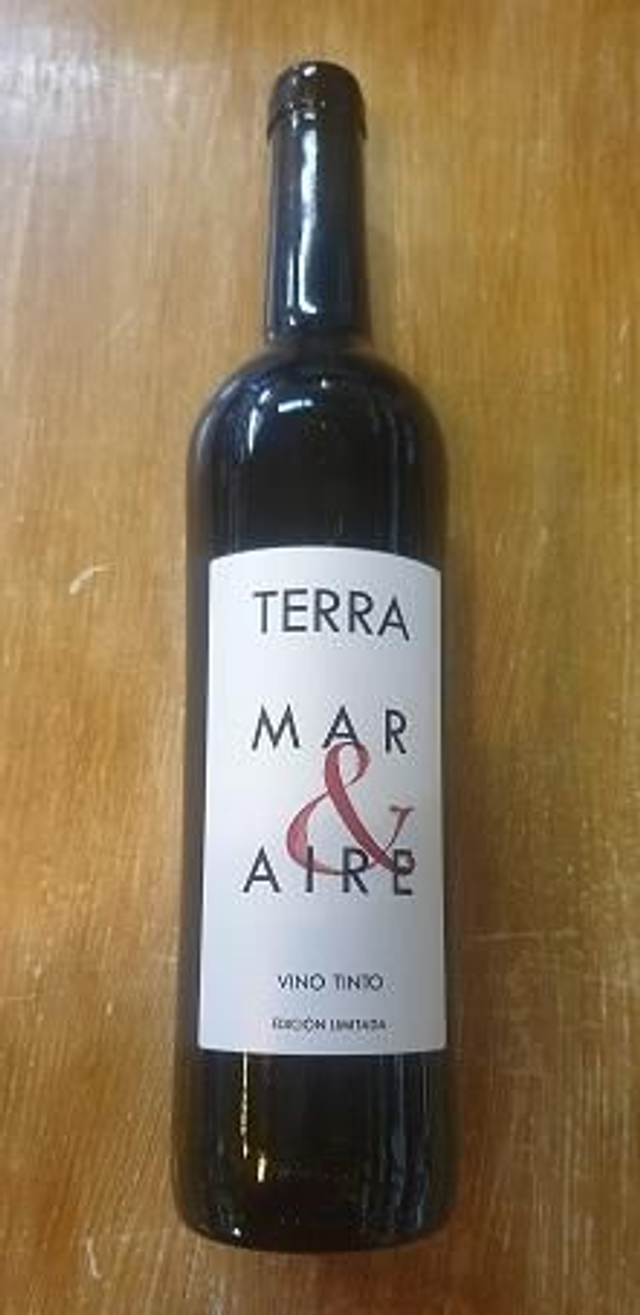 TERRA
MAR
&
AIRE
VINO TINTO
EDICIÓN LIMITADA